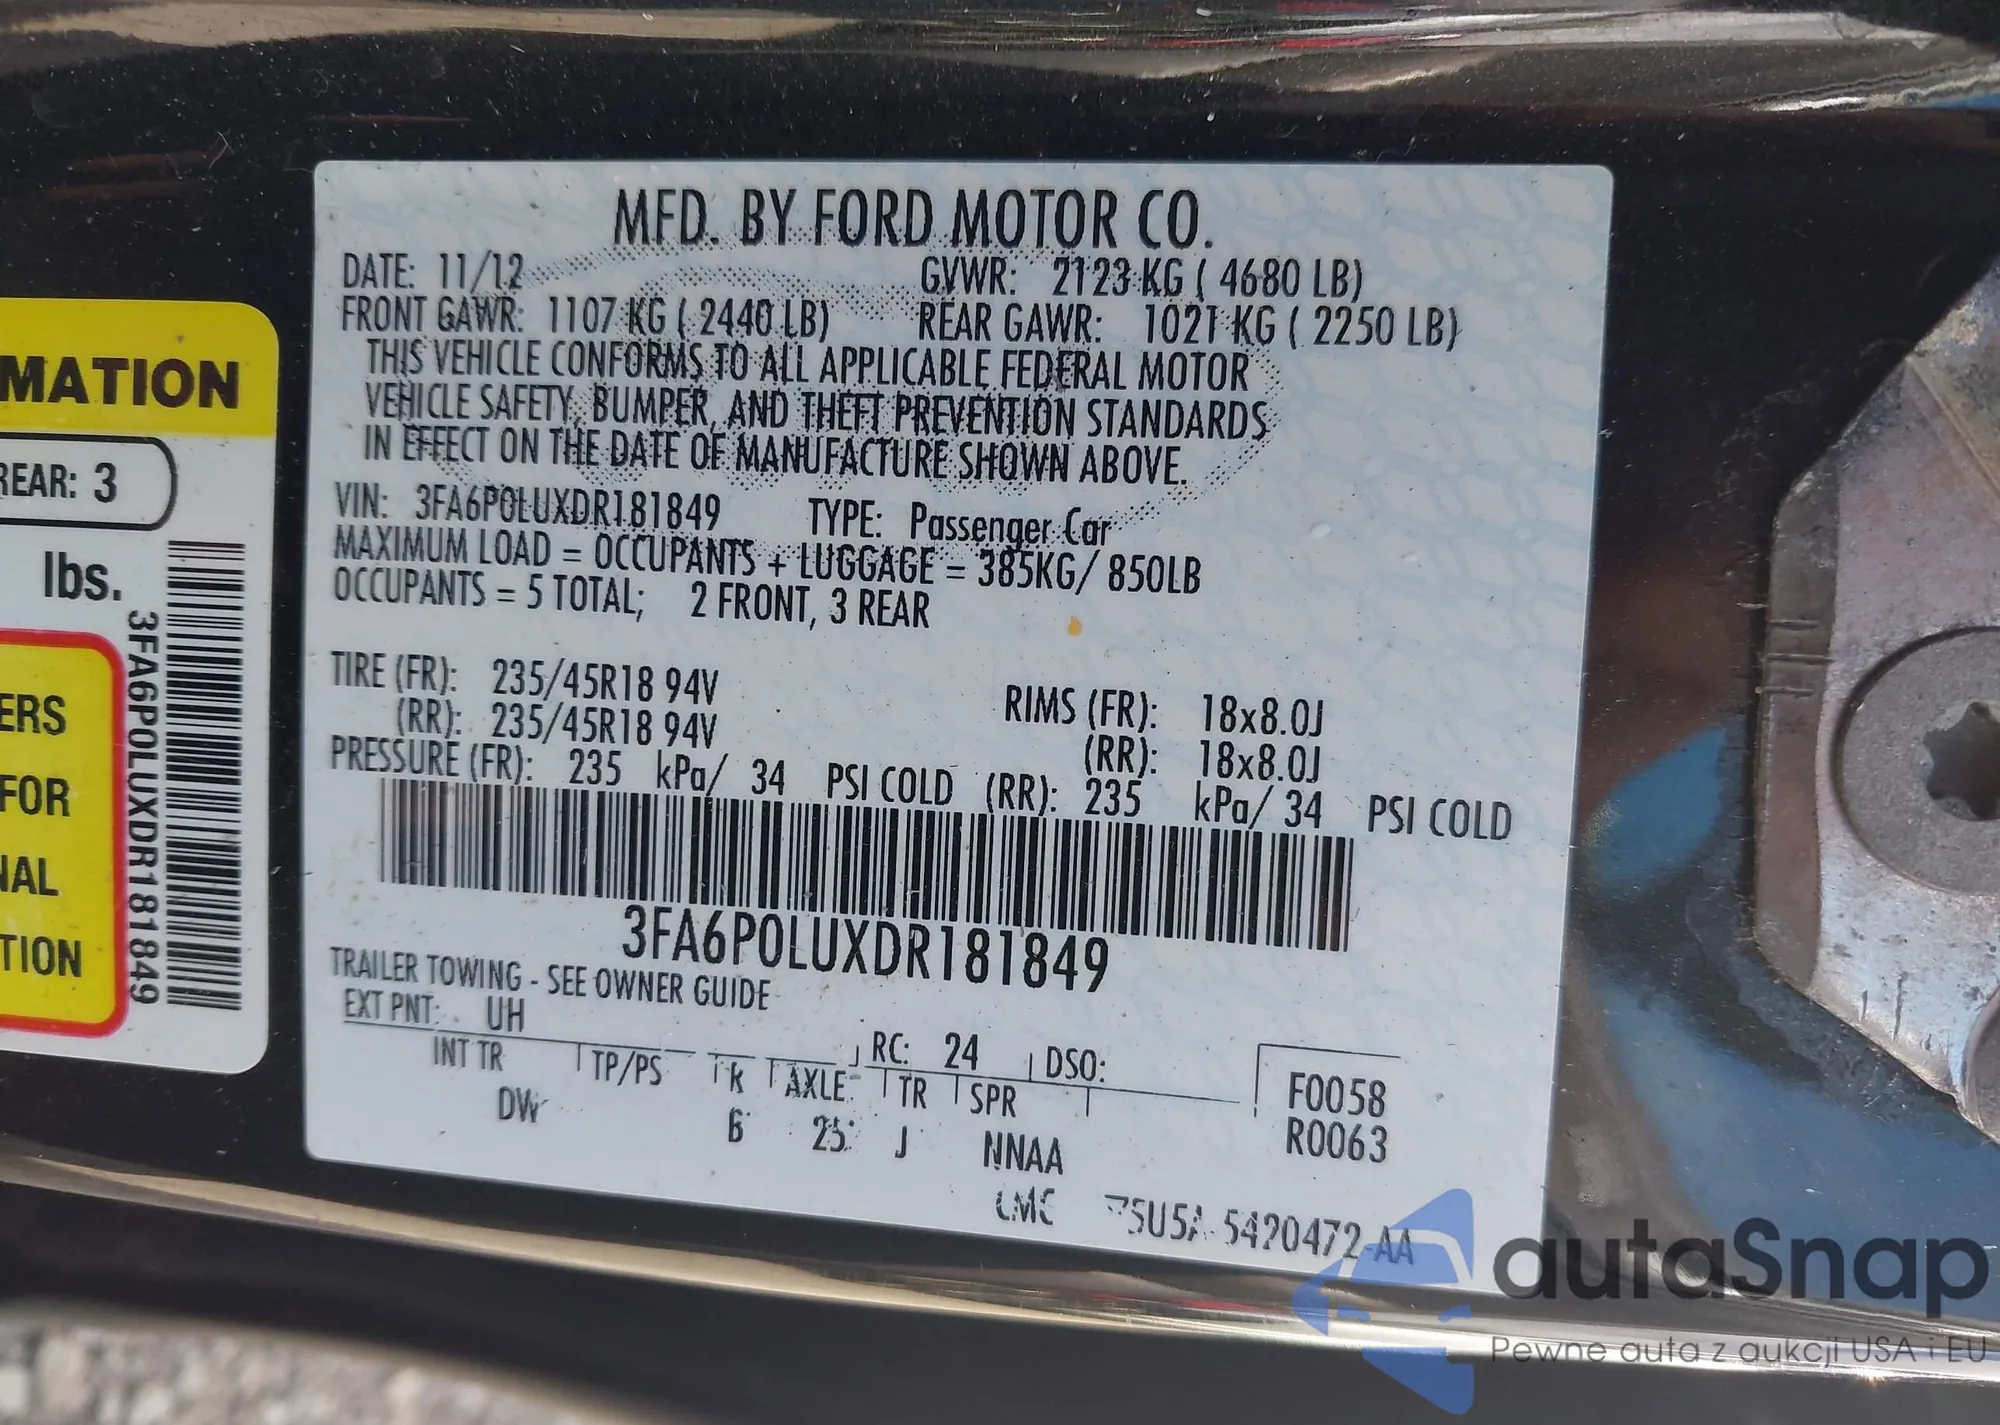 MATION
REAR: 3
lbs.
ERS
FOR
NAL
TION
3FA6P0LUXDR181849
MFD. BY FORD MOTOR CO.
DATE: 11/12 GVWR: 2123 KG ( 4680 LB)
FRONT GAWR: 1107 KG ( 2440 LB) REAR GAWR: 1021 KG ( 2250 LB)
THIS VEHICLE CONFORMS TO ALL APPLICABLE FEDERAL MOTOR
VEHICLE SAFETY, BUMPER, AND THEFT PREVENTION STANDARDS
IN EFFECT ON THE DATE OF MANUFACTURE SHOWN ABOVE.
VIN: 3FA6P0LUXDR181849 TYPE: Passenger Car
MAXIMUM LOAD = OCCUPANTS + LUGGAGE = 385KG/ 850LB
OCCUPANTS = 5 TOTAL; 2 FRONT, 3 REAR
TIRE (FR): 235/45R18 94V RIMS (FR): 18x8.0J
(RR): 235/45R18 94V (RR): 18x8.0J
PRESSURE (FR): 235 kPa/ 34 PSI COLD (RR): 235 kPa/ 34 PSI COLD
3FA6P0LUXDR181849
TRAILER TOWING - SEE OWNER GUIDE
EXT PNT: UH RC: 24 DSO:
INT TR TP/PS R AXLE TR SPR F0058
DW 6 25 J NNAA R0063
5420472-AA
autaSnap
Pewne auta z aukcji USA i EU